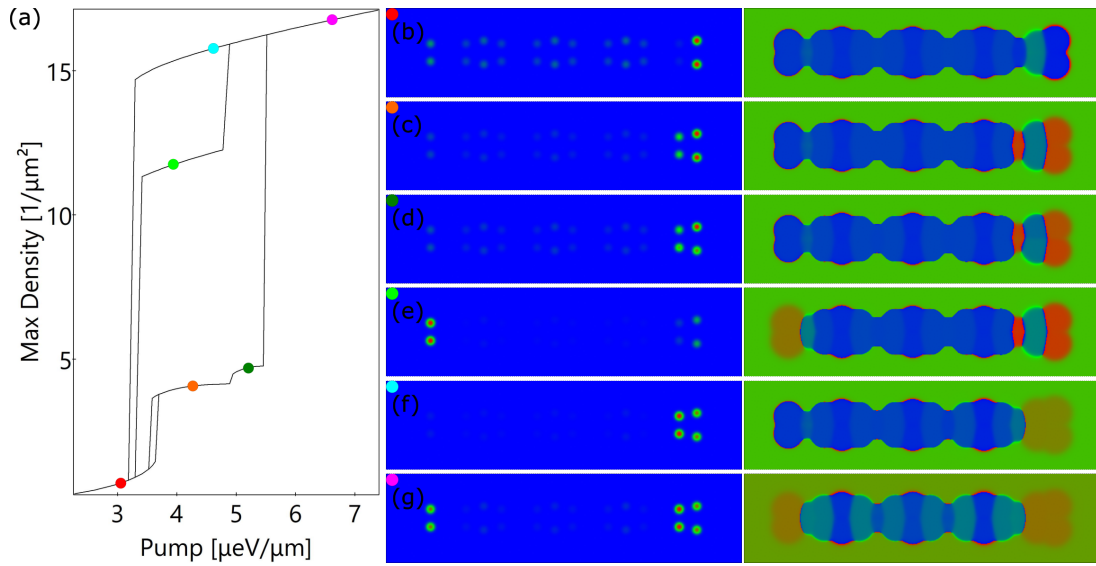 (a)
Max Density [1/μm²]
15
10
5
3 4 5 6 7
Pump [μeV/μm]
(b)
(c)
(d)
(e)
(f)
(g)